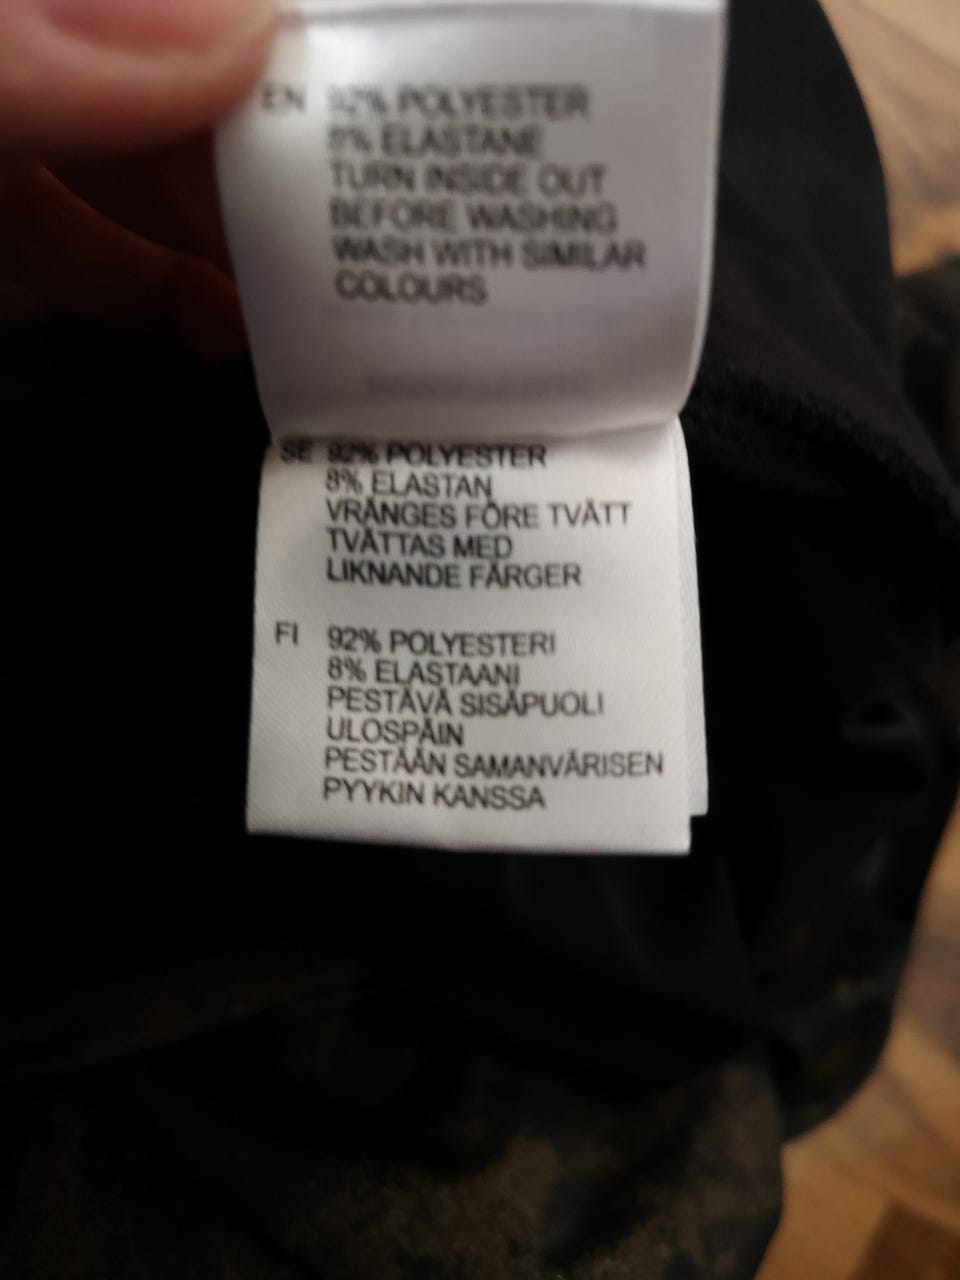 EN 92% POLYESTER
8% ELASTANE
TURN INSIDE OUT
BEFORE WASHING
WASH WITH SIMILAR
COLOURS
SE 92% POLYESTER
8% ELASTAN
VRÄNGES FÖRE TVÄTT
TVÄTTAS MED
LIKNANDE FÄRGER
FI 92% POLYESTERI
8% ELASTAANI
PESTÄVÄ SISÄPUOLI
ULOSPÄIN
PESTÄÄN SAMANVÄRISEN
PYYKIN KANSSA